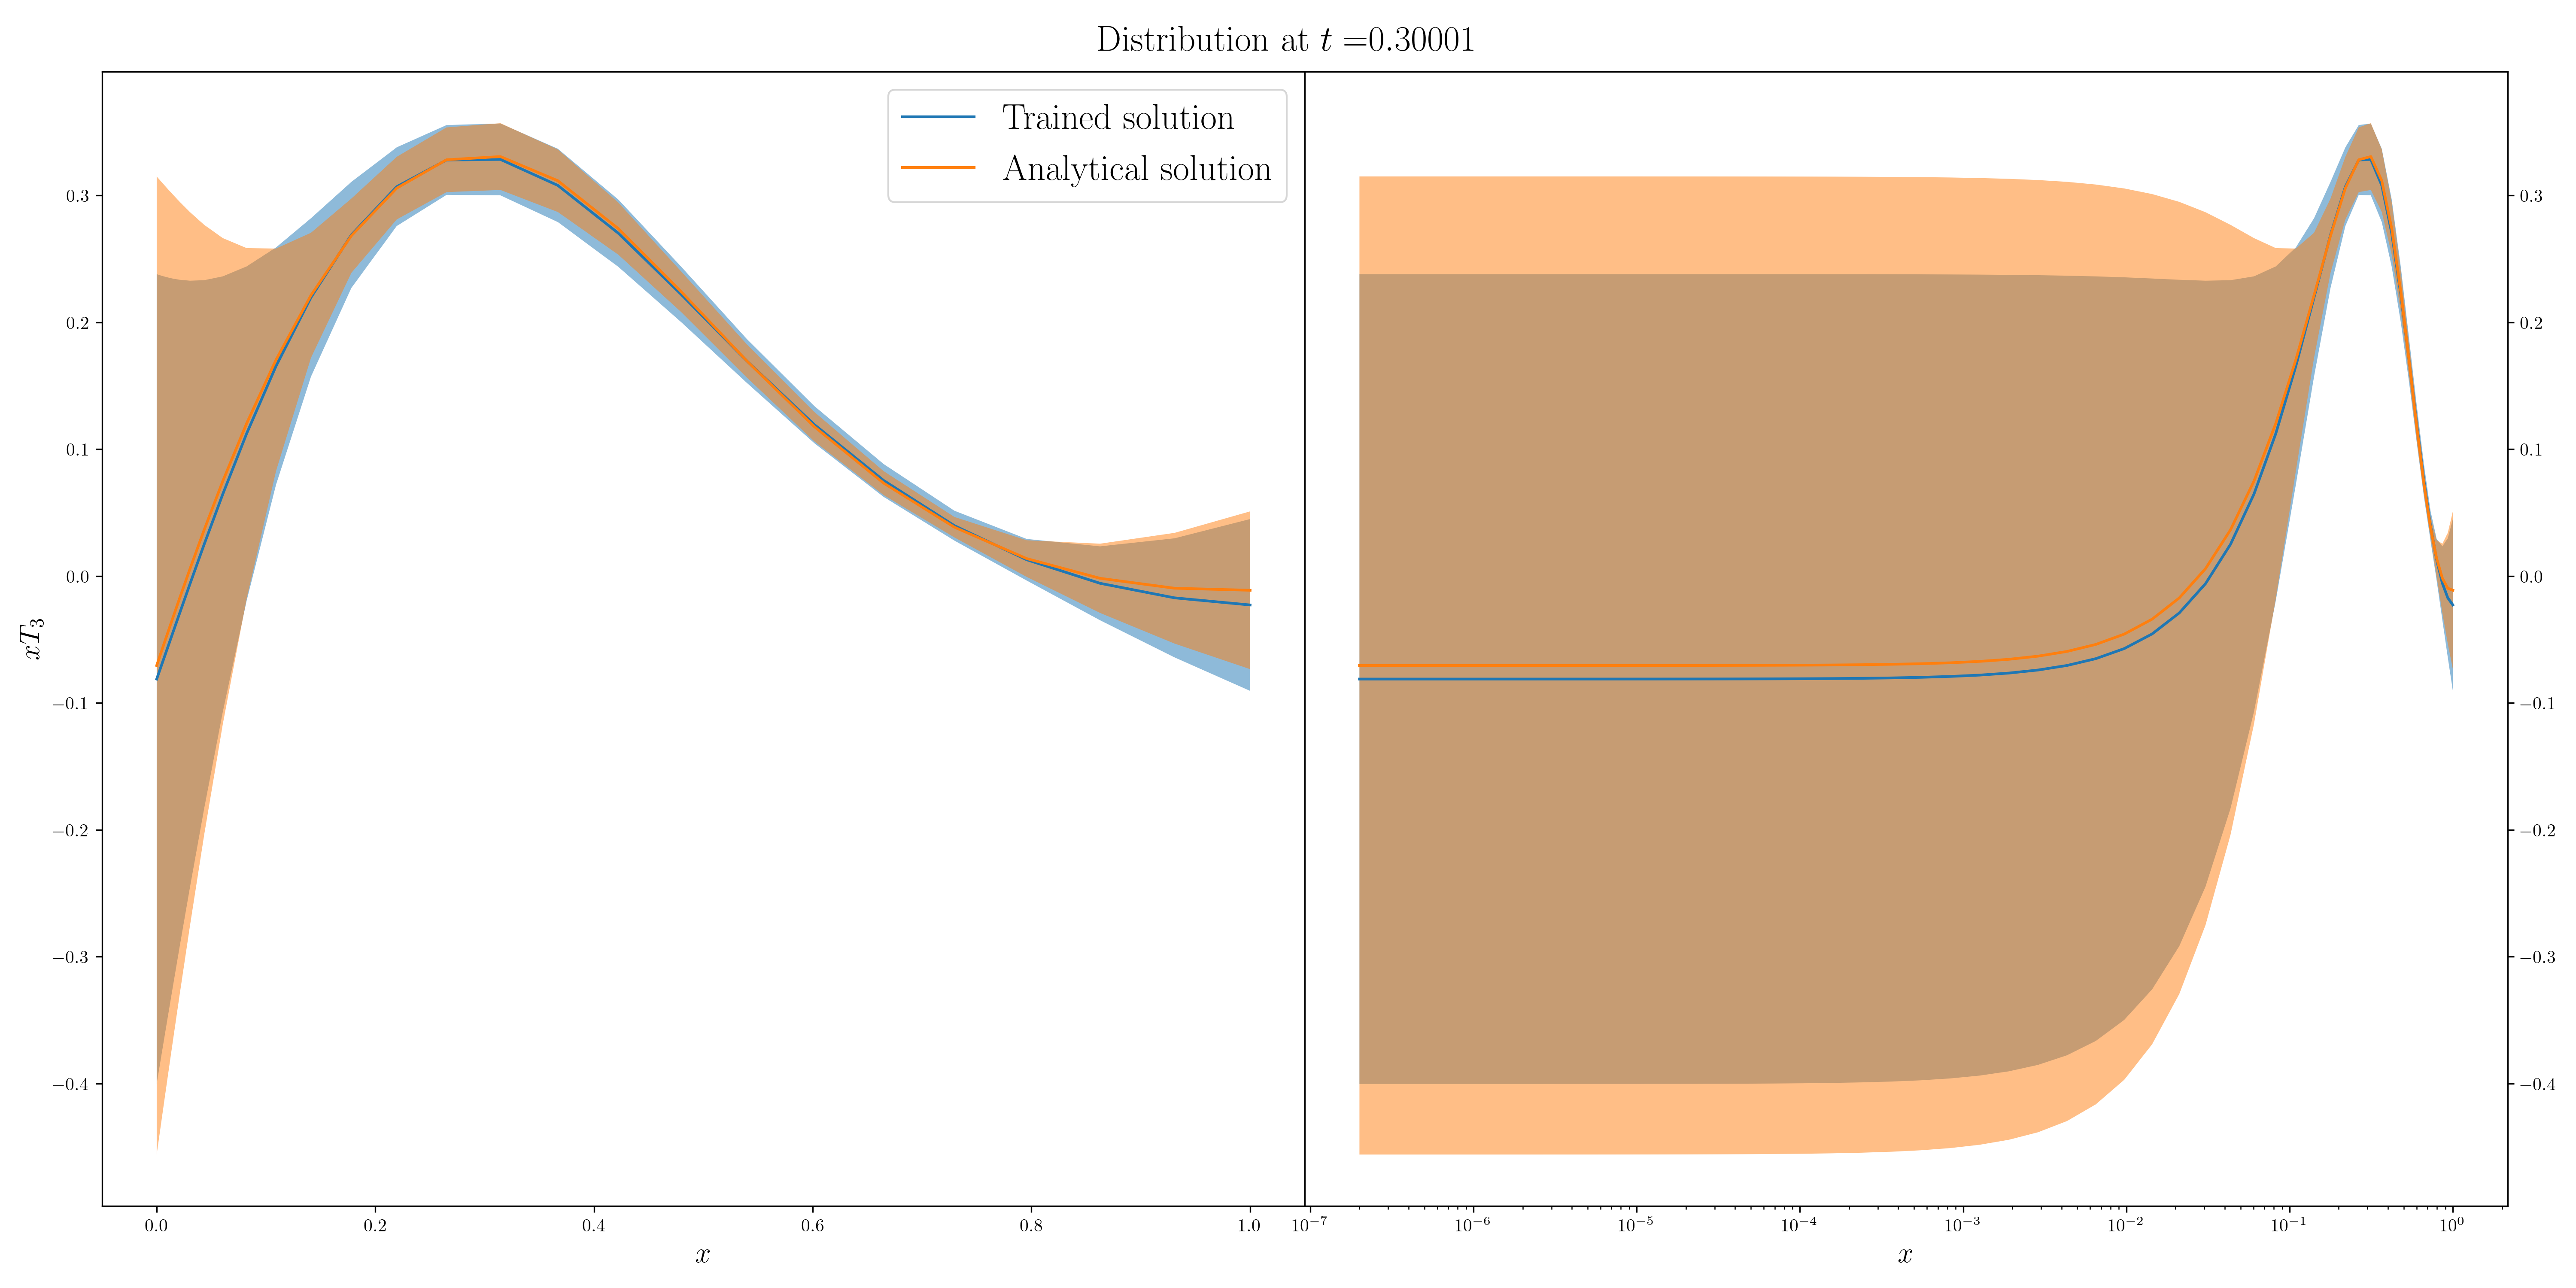 Distribution at t =0.30001
Trained solution
Analytical solution
xT₃
0.3
0.2
0.1
0.0
−0.1
−0.2
−0.3
−0.4
0.3
0.2
0.1
0.0
−0.1
−0.2
−0.3
−0.4
0.0 0.2 0.4 0.6 0.8 1.0
10⁻⁷ 10⁻⁶ 10⁻⁵ 10⁻⁴ 10⁻³ 10⁻² 10⁻¹ 10⁰
x
x